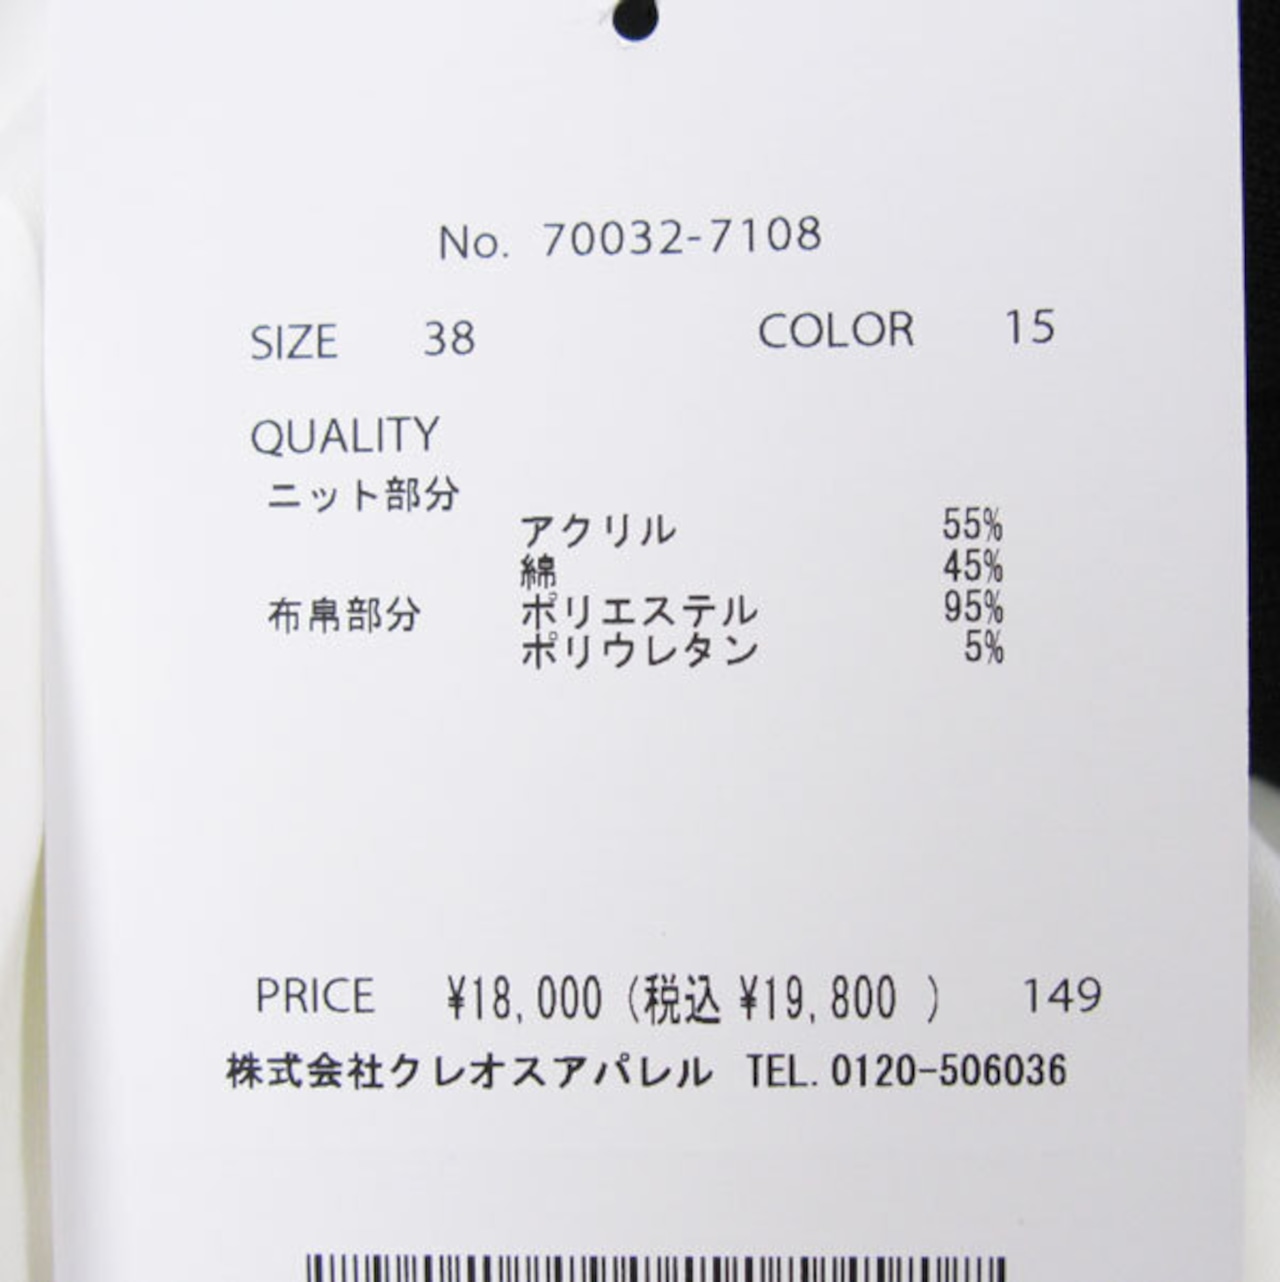 No. 70032-7108
SIZE 38 COLOR 15
QUALITY
ニット部分
アクリル 55%
綿 45%
布帛部分 ポリエステル 95%
ポリウレタン 5%
PRICE ¥18,000 (税込 ¥19,800 ) 149
株式会社クレオスアパレル TEL. 0120-506036